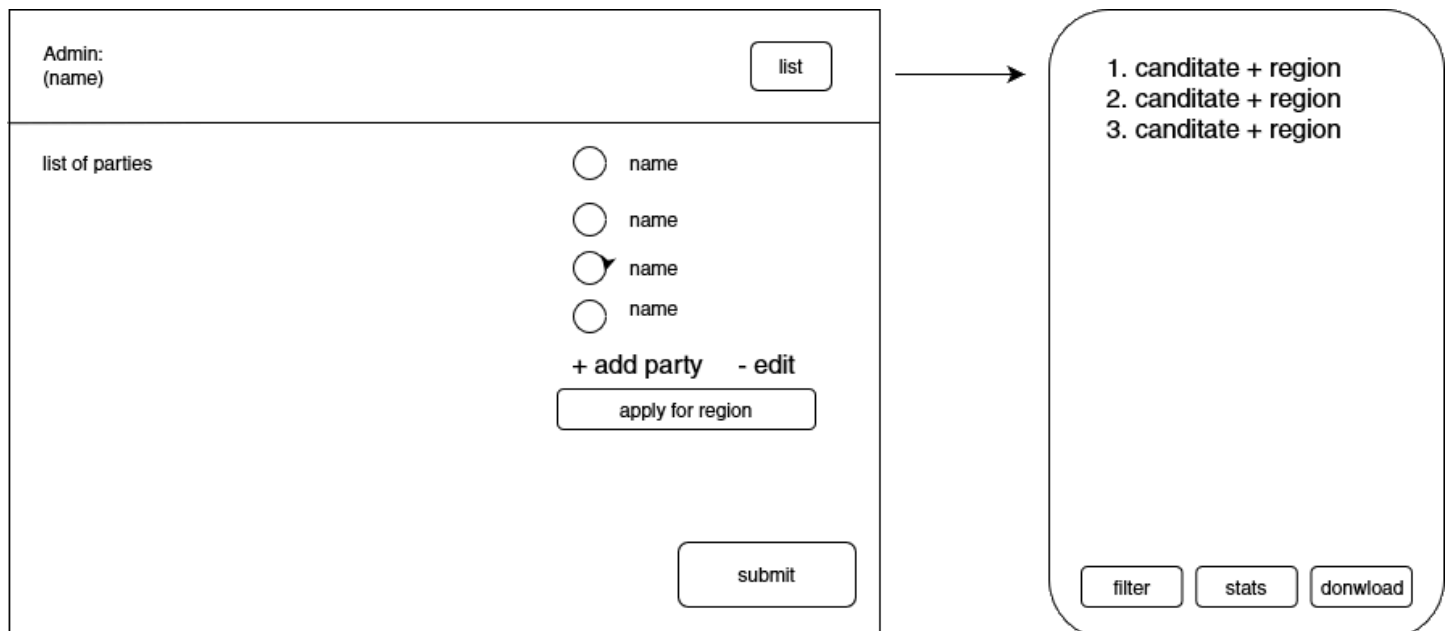 Admin:
(name)
list
list of parties
name
name
name
name
+ add party - edit
apply for region
submit
1. canditate + region
2. canditate + region
3. canditate + region
filter
stats
donwload